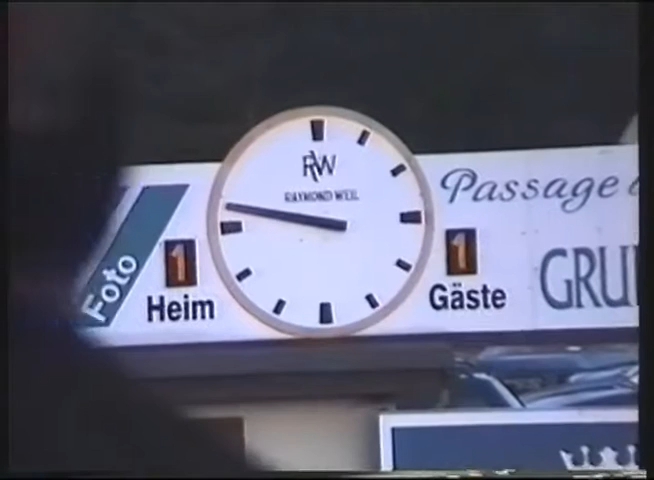 RW
RAYMOND WEIL
Passage
Foto
1
1
Heim
Gäste
GRU